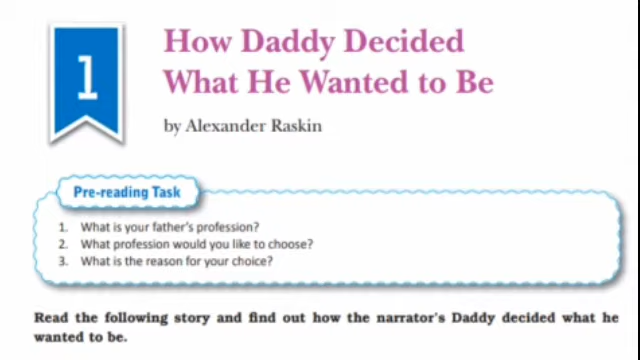 1
How Daddy Decided
What He Wanted to Be
by Alexander Raskin
Pre-reading Task
1. What is your father's profession?
2. What profession would you like to choose?
3. What is the reason for your choice?
Read the following story and find out how the narrator's Daddy decided what he
wanted to be.